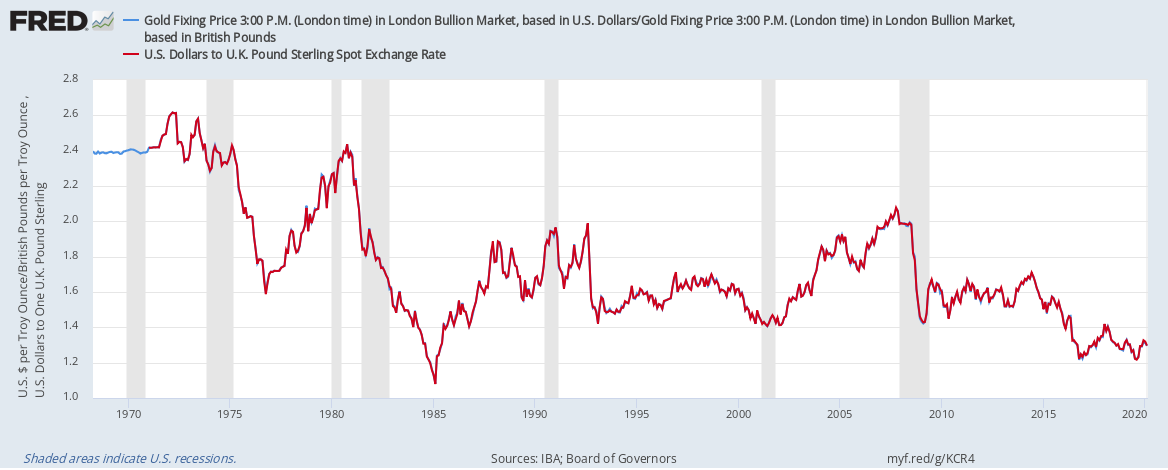 FRED
Gold Fixing Price 3:00 P.M. (London time) in London Bullion Market, based in U.S. Dollars/Gold Fixing Price 3:00 P.M. (London time) in London Bullion Market,
based in British Pounds
U.S. Dollars to U.K. Pound Sterling Spot Exchange Rate
U.S. $ per Troy Ounce/British Pounds per Troy Ounce ,
U.S. Dollars to One U.K. Pound Sterling
2.8
2.6
2.4
2.2
2.0
1.8
1.6
1.4
1.2
1.0
1970 1975 1980 1985 1990 1995 2000 2005 2010 2015 2020
Shaded areas indicate U.S. recessions. Sources: IBA; Board of Governors myf.red/g/KCR4